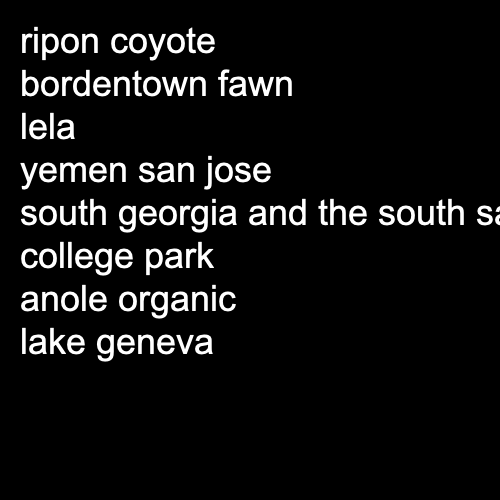 ripon coyote
bordentown fawn
lela
yemen san jose
south georgia and the south
college park
anole organic
lake geneva